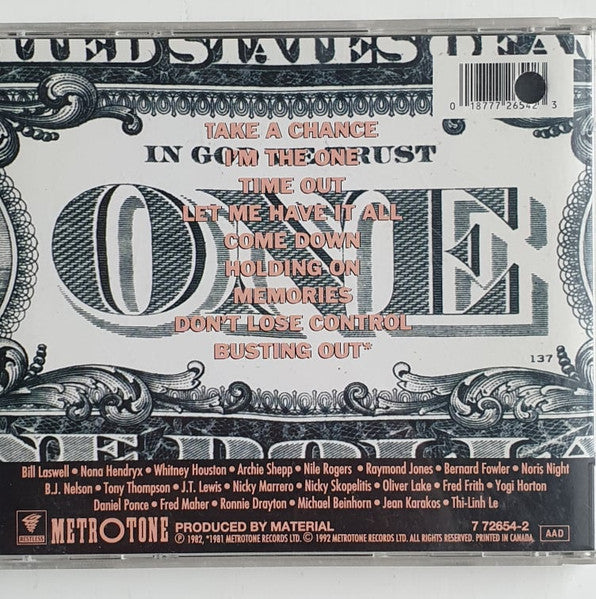 UNITED STATES OF A
0 18777 26542 3
TAKE A CHANCE
IN GOD WE TRUST
I'M THE ONE
TIME OUT
LET ME HAVE IT ALL
ONE
COME DOWN
HOLDING ON
MEMORIES
DON'T LOSE CONTROL
BUSTING OUT*
137
NE DOLLA
Bill Laswell • Nona Hendryx • Whitney Houston • Archie Shepp • Nile Rogers • Raymond Jones • Bernard Fowler • Noris Night
B.J. Nelson • Tony Thompson • J.T. Lewis • Nicky Marrero • Nicky Skopelitis • Oliver Lake • Fred Frith • Yogi Horton
Daniel Ponce • Fred Maher • Ronnie Drayton • Michael Beinhorn • Jean Karakos • Thi-Linh Le
METROTONE
PRODUCED BY MATERIAL
7 72654-2
AAD
℗ 1982, *1981 METROTONE RECORDS LTD. © 1992 METROTONE RECORDS LTD. ALL RIGHTS RESERVED. PRINTED IN CANADA.